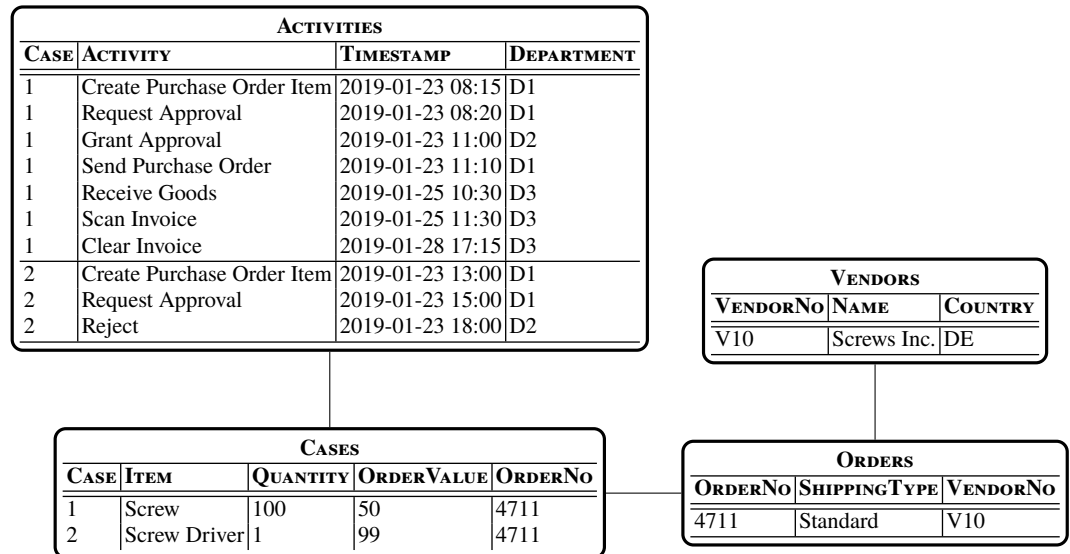 ACTIVITIES
CASE ACTIVITY TIMESTAMP DEPARTMENT
1 Create Purchase Order Item 2019-01-23 08:15 D1
1 Request Approval 2019-01-23 08:20 D1
1 Grant Approval 2019-01-23 11:00 D2
1 Send Purchase Order 2019-01-23 11:10 D1
1 Receive Goods 2019-01-25 10:30 D3
1 Scan Invoice 2019-01-25 11:30 D3
1 Clear Invoice 2019-01-28 17:15 D3
2 Create Purchase Order Item 2019-01-23 13:00 D1
2 Request Approval 2019-01-23 15:00 D1
2 Reject 2019-01-23 18:00 D2
VENDORS
VENDORNO NAME COUNTRY
V10 Screws Inc. DE
CASES
CASE ITEM QUANTITY ORDERVALUE ORDERNO
1 Screw 100 50 4711
2 Screw Driver 1 99 4711
ORDERS
ORDERNO SHIPPINGTYPE VENDORNO
4711 Standard V10